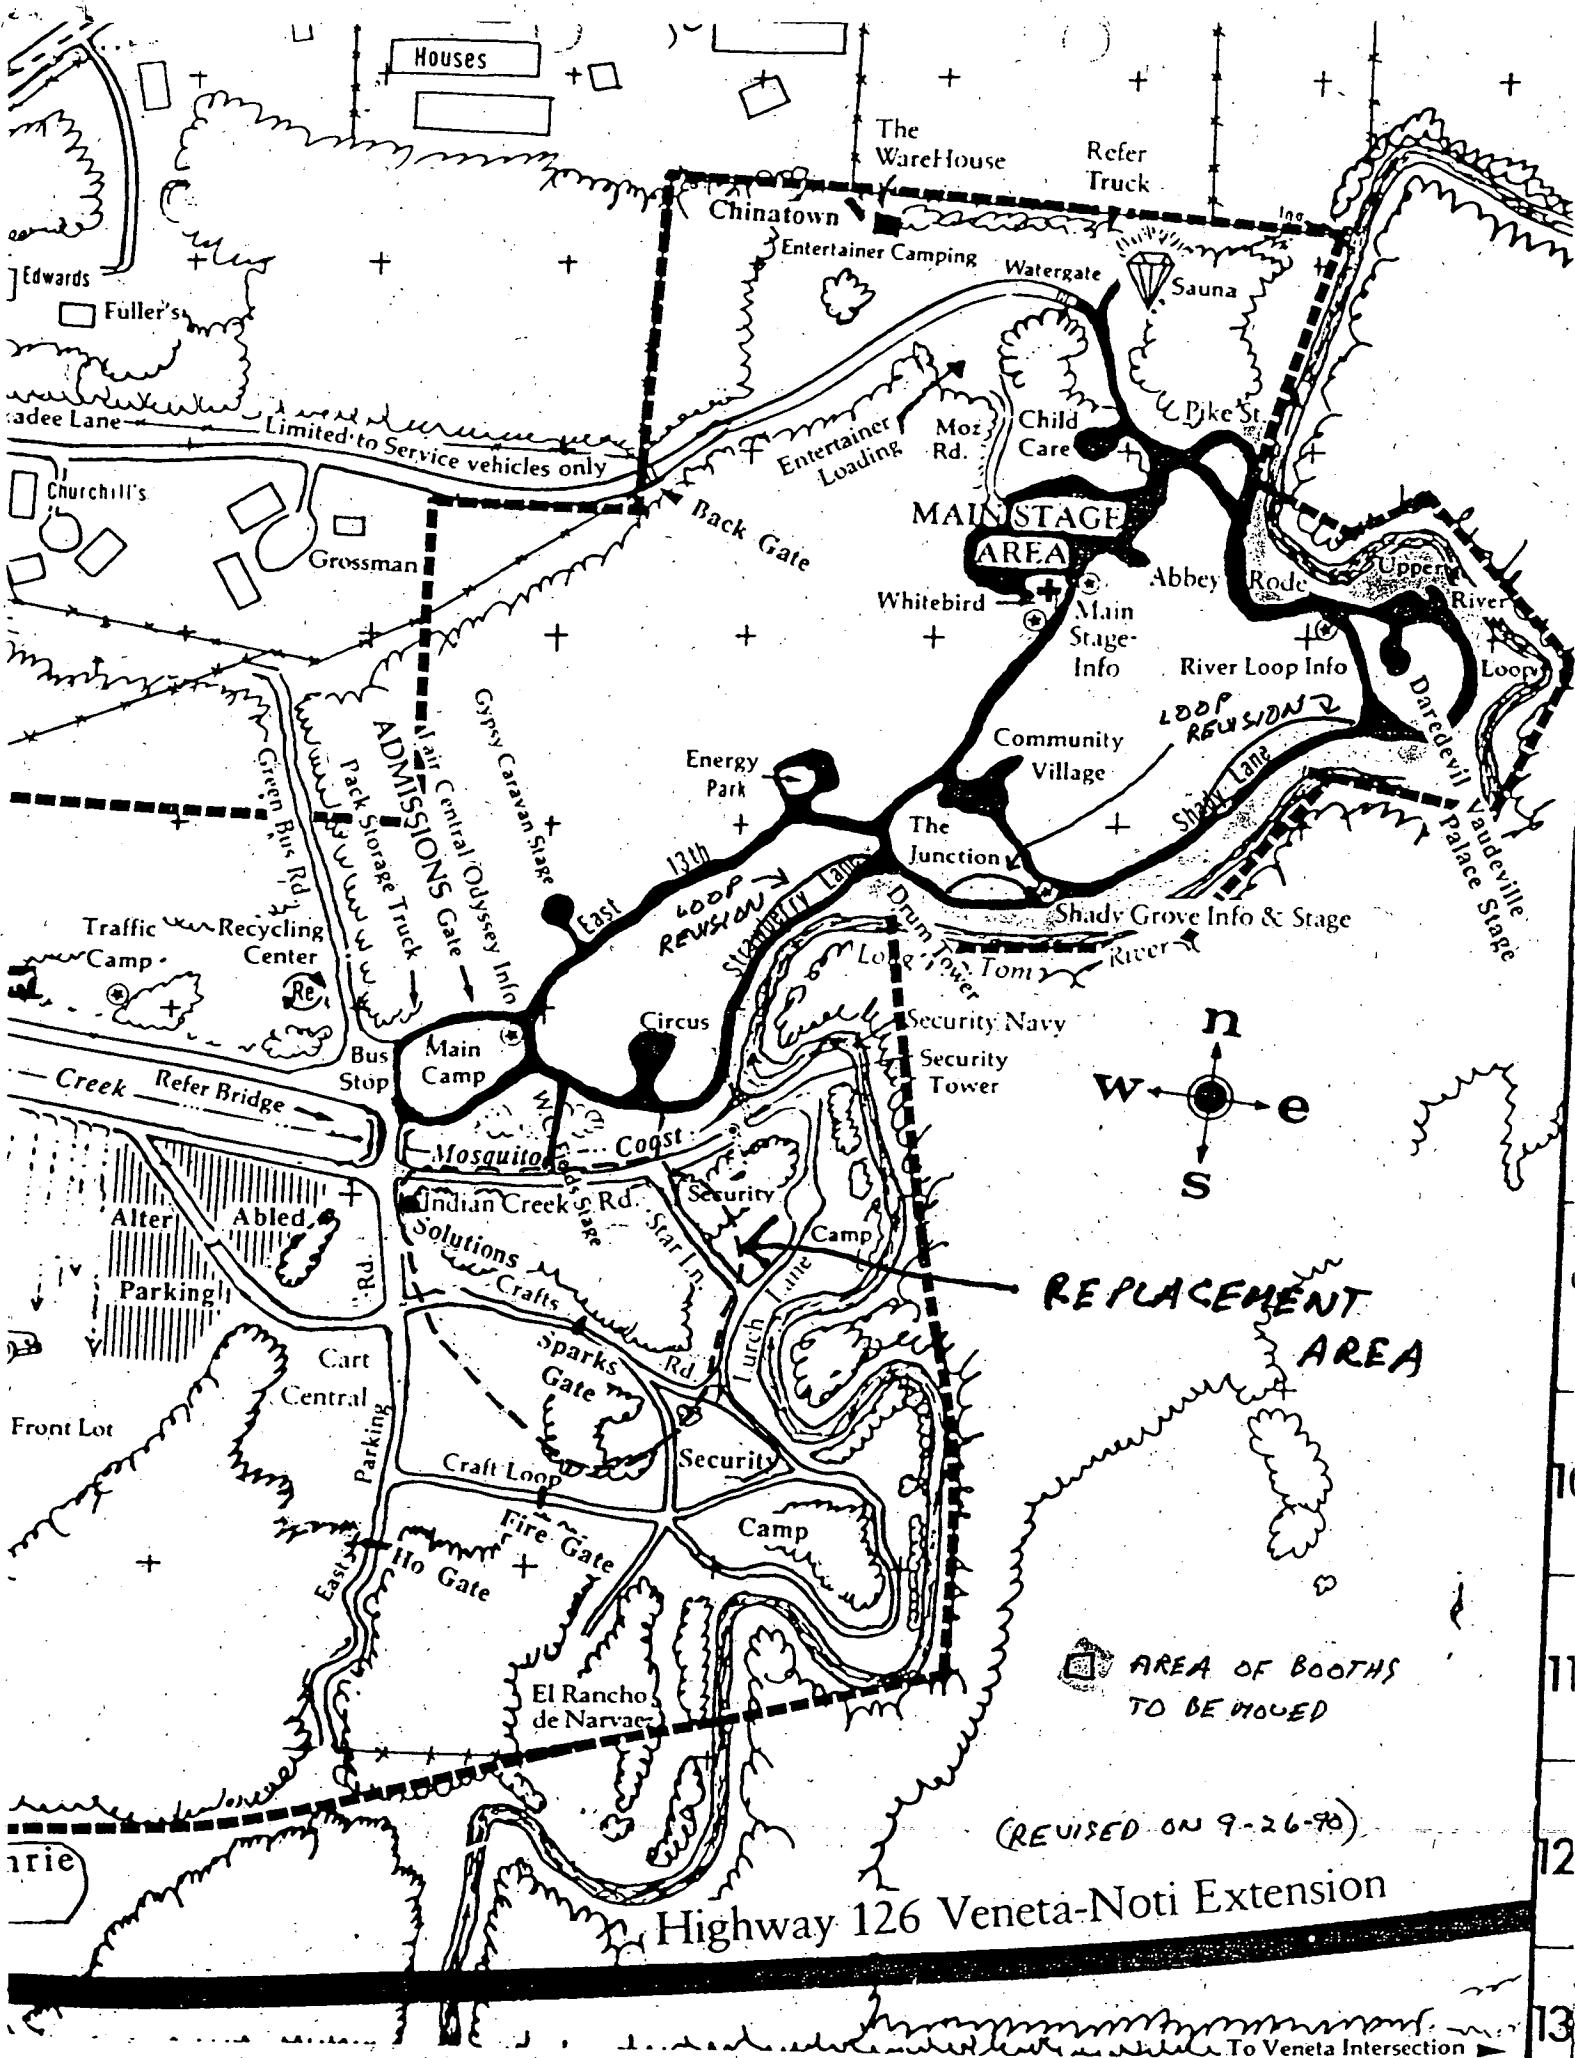 Houses
The
WareHouse
Refer
Truck
Chinatown
Entertainer Camping
Watergate
Sauna
Edwards
Fuller's
adee Lane
Limited to Service vehicles only
Entertainer
Loading
Moz
Rd.
Child
Care
Pike St.
Churchill's
Grossman
Back Gate
MAIN STAGE
AREA
Whitebird
Main
Stage
Info
Abbey Rode
Upper
River
Loop
River Loop Info
LOOP
REVISION
Daredevil Vaudeville
Palace Stage
Community
Village
Shady Lane
Energy
Park
The
Junction
Gypsy Caravan Stage
Fair Central/Odyssey Info
ADMISSIONS Gate
Pack Storage Truck
Green Bus Rd.
East 13th
LOOP
REVISION
Strawberry Lane
Drum Tower
Shady Grove Info & Stage
Long Tom River
Traffic
Camp
Recycling
Center
Re
Circus
Security Navy
Security
Tower
Bus
Stop
Main
Camp
n
w
e
s
Creek
Refer Bridge
W.C. Fields Stage
Mosquito Coast
Indian Creek Rd.
Security
Camp
Star Ln.
Alter Abled
Parking
Rd.
Solutions
Crafts Rd
Lurch Lane
REPLACEMENT
AREA
Sparks
Gate
Cart
Central
Front Lot
East Parking
Craft Loop
Security
Camp
Fire Gate
Ho Gate
El Rancho
de Narvaez
AREA OF BOOTHS
TO BE MOVED
(REVISED ON 9-26-90)
nrie
Highway 126 Veneta-Noti Extension
10
11
12
13
To Veneta Intersection